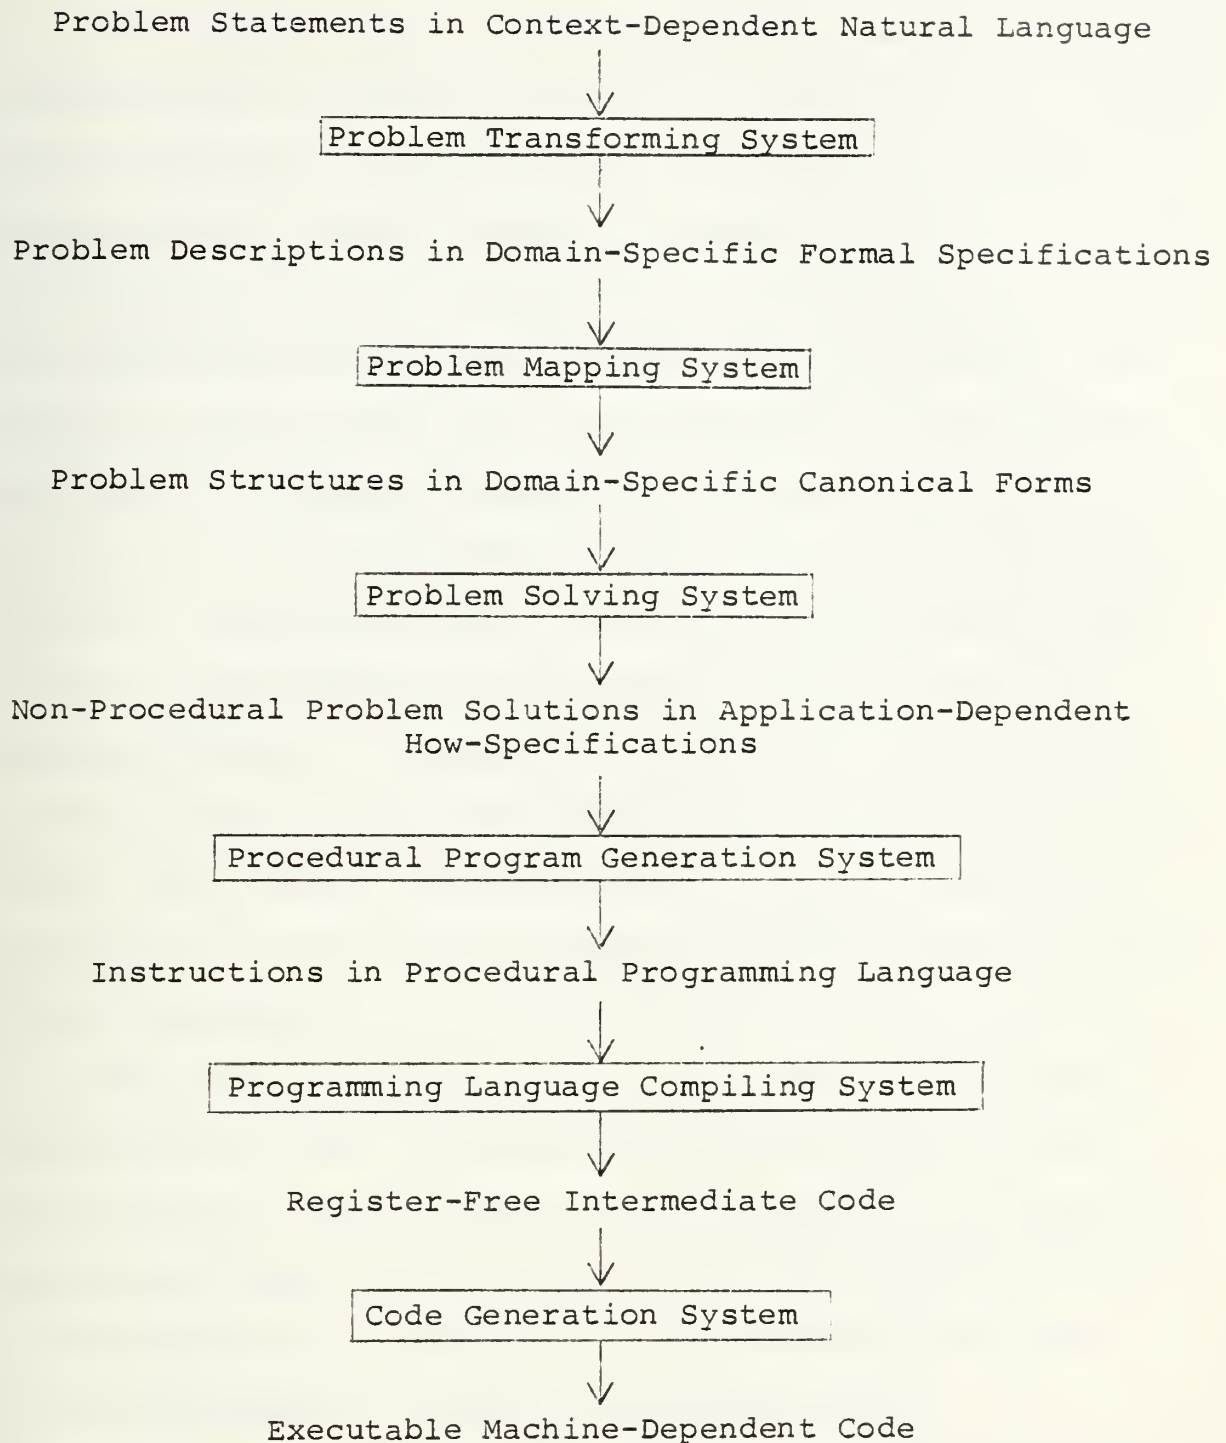 Problem Statements in Context-Dependent Natural Language
Problem Transforming System
Problem Descriptions in Domain-Specific Formal Specifications
Problem Mapping System
Problem Structures in Domain-Specific Canonical Forms
Problem Solving System
Non-Procedural Problem Solutions in Application-Dependent
How-Specifications
Procedural Program Generation System
Instructions in Procedural Programming Language
Programming Language Compiling System
Register-Free Intermediate Code
Code Generation System
Executable Machine-Dependent Code